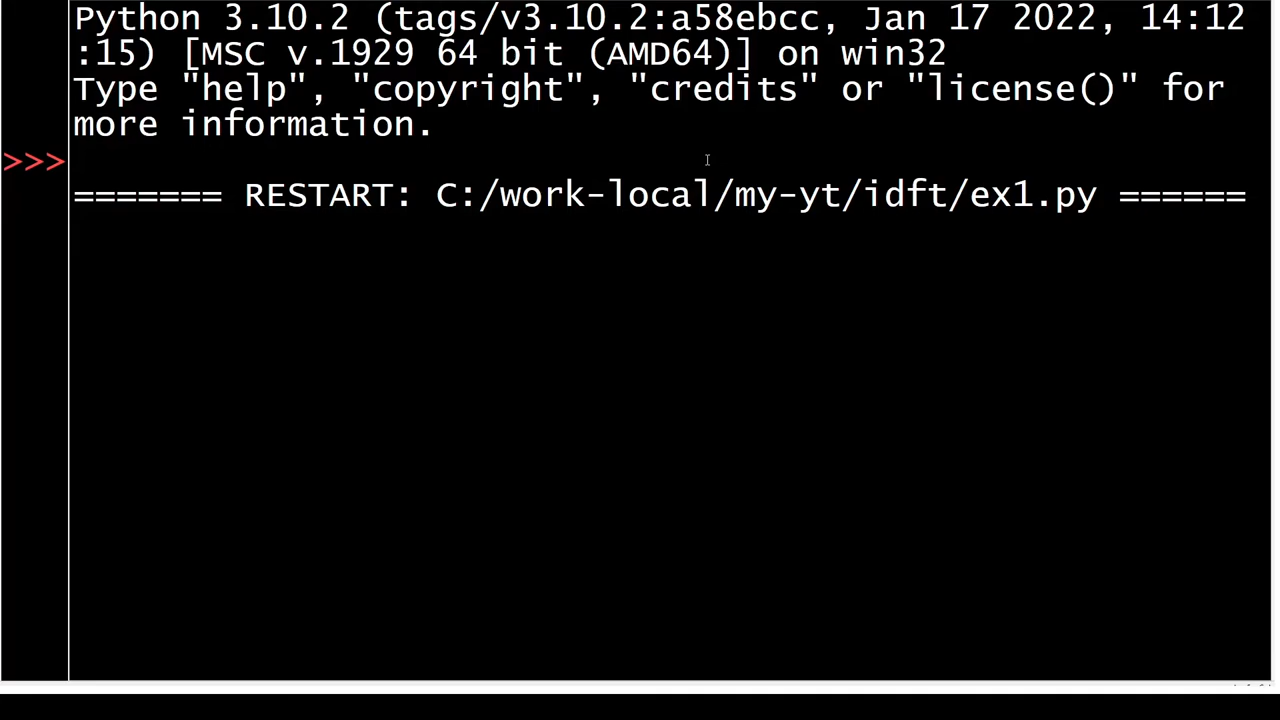 Python 3.10.2 (tags/v3.10.2:a58ebcc, Jan 17 2022, 14:12
:15) [MSC v.1929 64 bit (AMD64)] on win32
Type "help", "copyright", "credits" or "license()" for
more information.
>>>
======= RESTART: C:/work-local/my-yt/idft/ex1.py ======